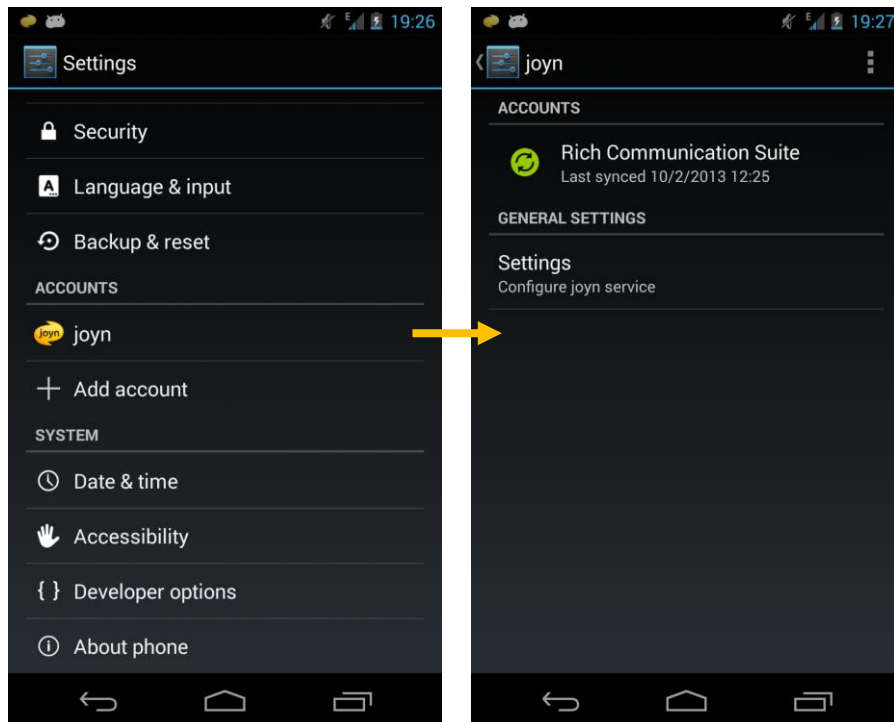 E 19:26
Settings
Security
A Language & input
Backup & reset
ACCOUNTS
joyn joyn
Add account
SYSTEM
Date & time
Accessibility
{ } Developer options
About phone
E 19:27
joyn
ACCOUNTS
Rich Communication Suite
Last synced 10/2/2013 12:25
GENERAL SETTINGS
Settings
Configure joyn service